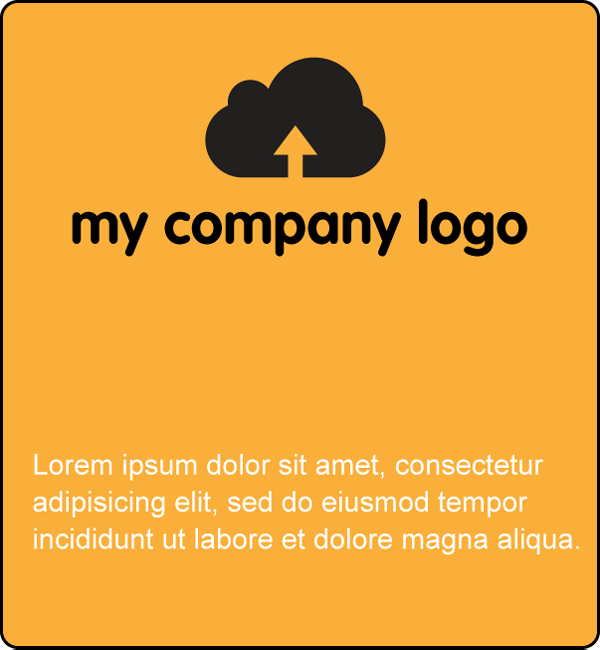 my company logo
Lorem ipsum dolor sit amet, consectetur
adipisicing elit, sed do eiusmod tempor
incididunt ut labore et dolore magna aliqua.